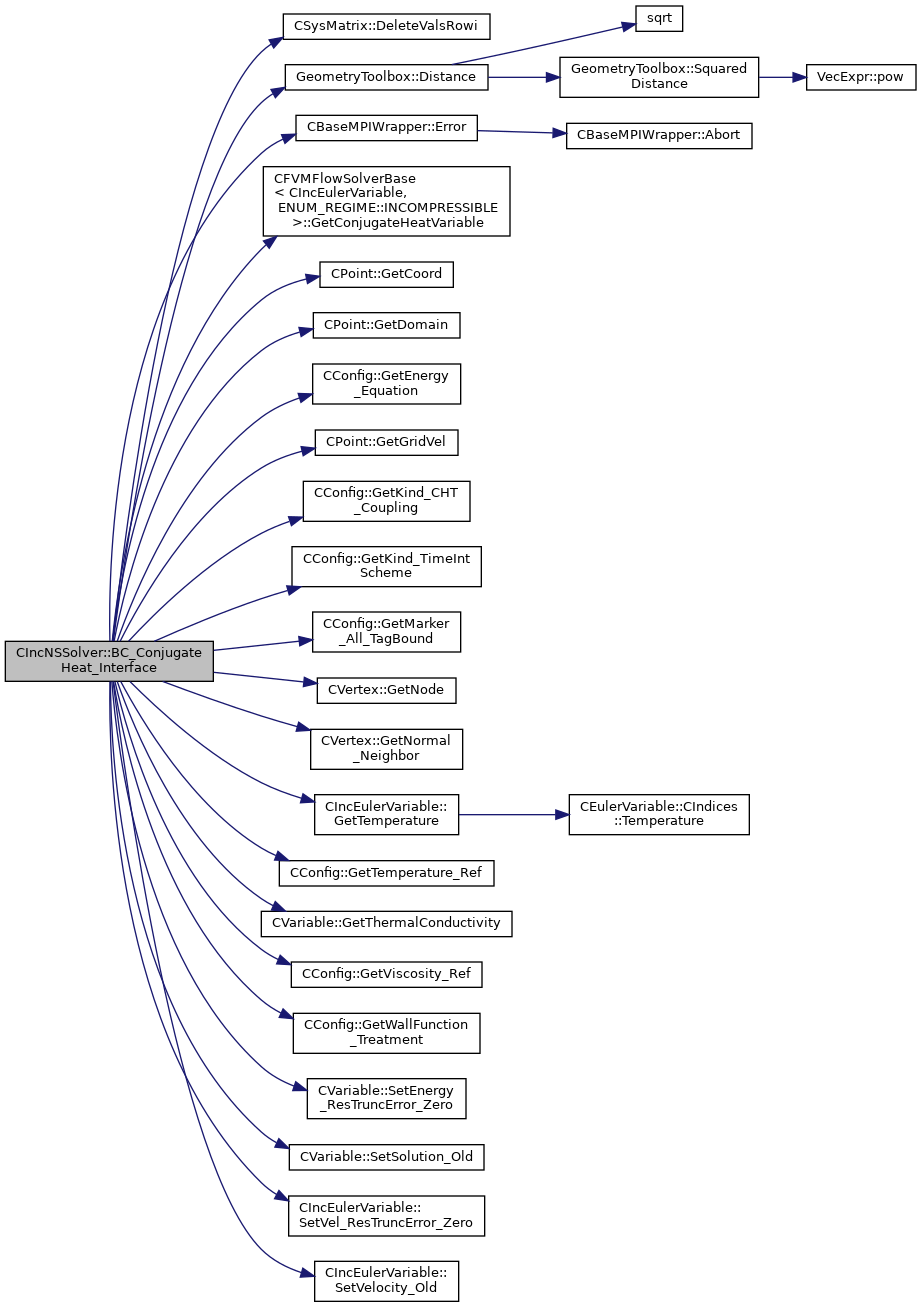 CSysMatrix::DeleteValsRowi
sqrt
GeometryToolbox::Distance
GeometryToolbox::Squared
Distance
VecExpr::pow
CBaseMPIWrapper::Error
CBaseMPIWrapper::Abort
CFVMFlowSolverBase
< CIncEulerVariable,
ENUM_REGIME::INCOMPRESSIBLE
>::GetConjugateHeatVariable
CPoint::GetCoord
CPoint::GetDomain
CConfig::GetEnergy
_Equation
CPoint::GetGridVel
CConfig::GetKind_CHT
_Coupling
CConfig::GetKind_TimeInt
Scheme
CConfig::GetMarker
_All_TagBound
CIncNSSolver::BC_Conjugate
Heat_Interface
CVertex::GetNode
CVertex::GetNormal
_Neighbor
CIncEulerVariable::
GetTemperature
CEulerVariable::CIndices
::Temperature
CConfig::GetTemperature_Ref
CVariable::GetThermalConductivity
CConfig::GetViscosity_Ref
CConfig::GetWallFunction
_Treatment
CVariable::SetEnergy
_ResTruncError_Zero
CVariable::SetSolution_Old
CIncEulerVariable::
SetVel_ResTruncError_Zero
CIncEulerVariable::
SetVelocity_Old